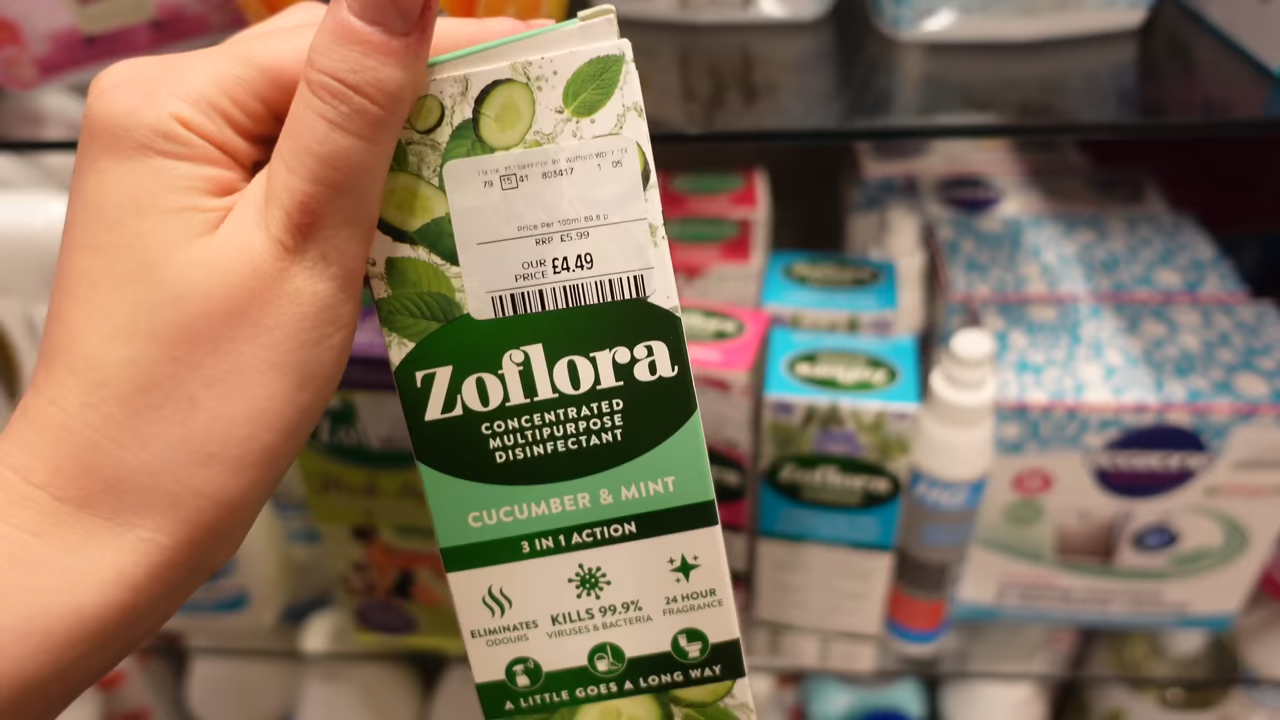 79 15 41 803417 1 05
Price Per 100ml 89.8 p
RRP £5.99
OUR PRICE £4.49
Zoflora
CONCENTRATED
MULTIPURPOSE
DISINFECTANT
CUCUMBER & MINT
3 IN 1 ACTION
ELIMINATES
ODOURS
KILLS 99.9%
VIRUSES & BACTERIA
24 HOUR
FRAGRANCE
A LITTLE GOES A LONG WAY
Zoflora
HG